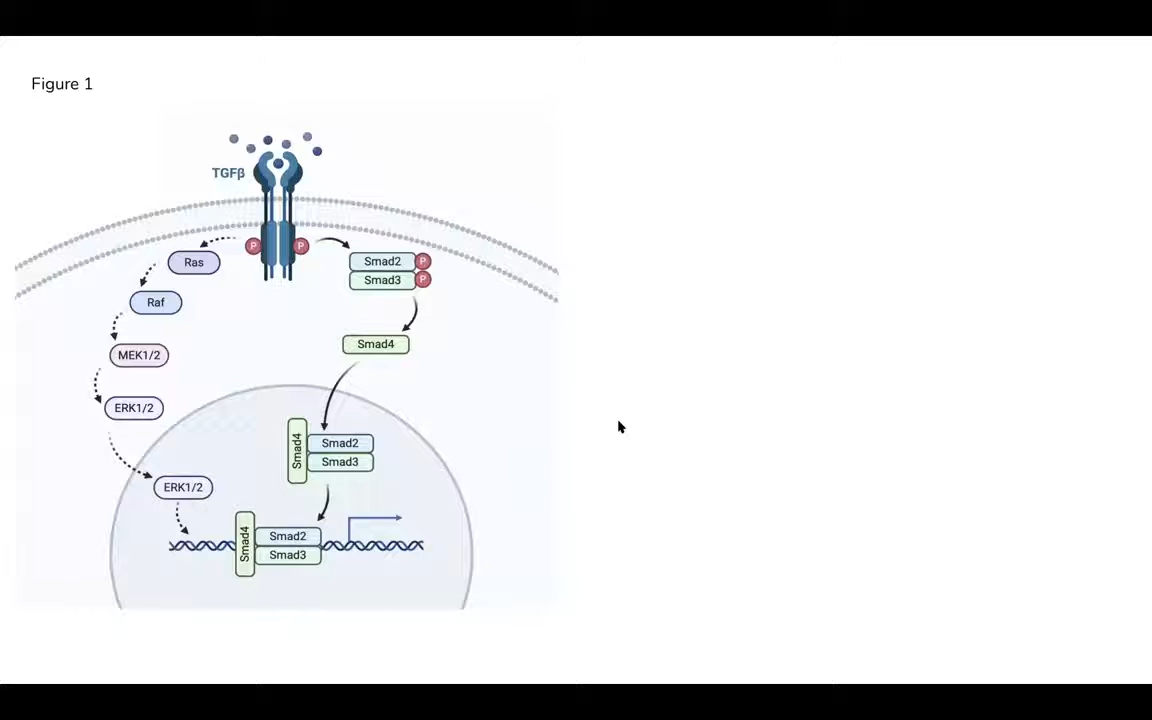 Figure 1
TGFβ
P
P
Ras
Smad2
P
Smad3
P
Raf
Smad4
MEK1/2
ERK1/2
Smad4
Smad2
Smad3
ERK1/2
Smad4
Smad2
Smad3